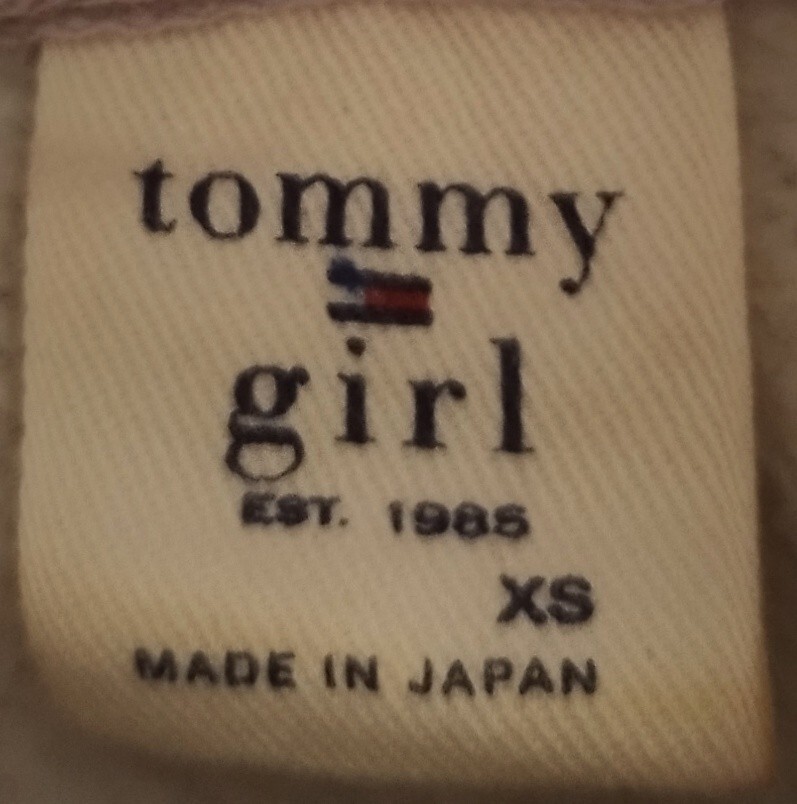 tommy
girl
EST. 1985
XS
MADE IN JAPAN